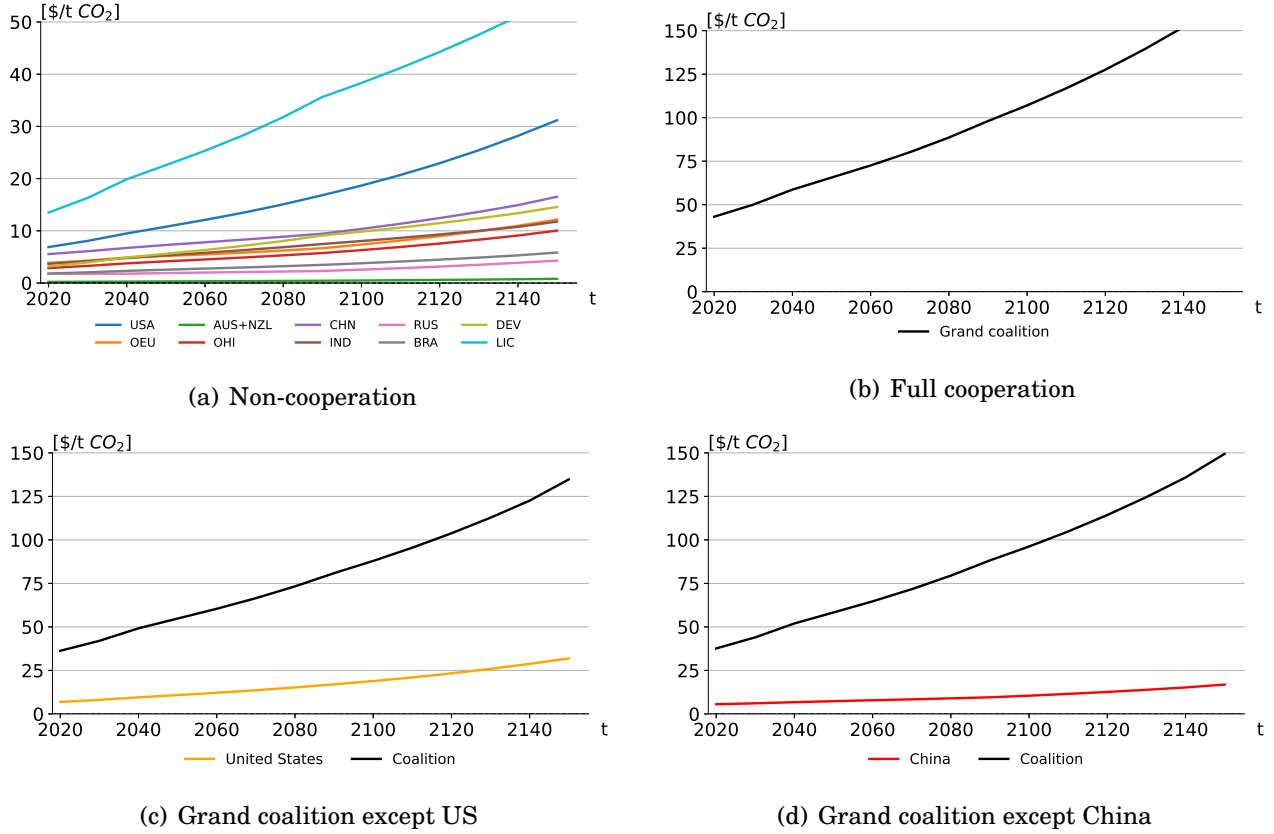 [$/t CO2]
50
40
30
20
10
0
2020 2040 2060 2080 2100 2120 2140 t
USA AUS+NZL CHN RUS DEV
OEU OHI IND BRA LIC
(a) Non-cooperation
[$/t CO2]
150
125
100
75
50
25
0
2020 2040 2060 2080 2100 2120 2140 t
Grand coalition
(b) Full cooperation
[$/t CO2]
150
125
100
75
50
25
0
2020 2040 2060 2080 2100 2120 2140 t
United States Coalition
(c) Grand coalition except US
[$/t CO2]
150
125
100
75
50
25
0
2020 2040 2060 2080 2100 2120 2140 t
China Coalition
(d) Grand coalition except China